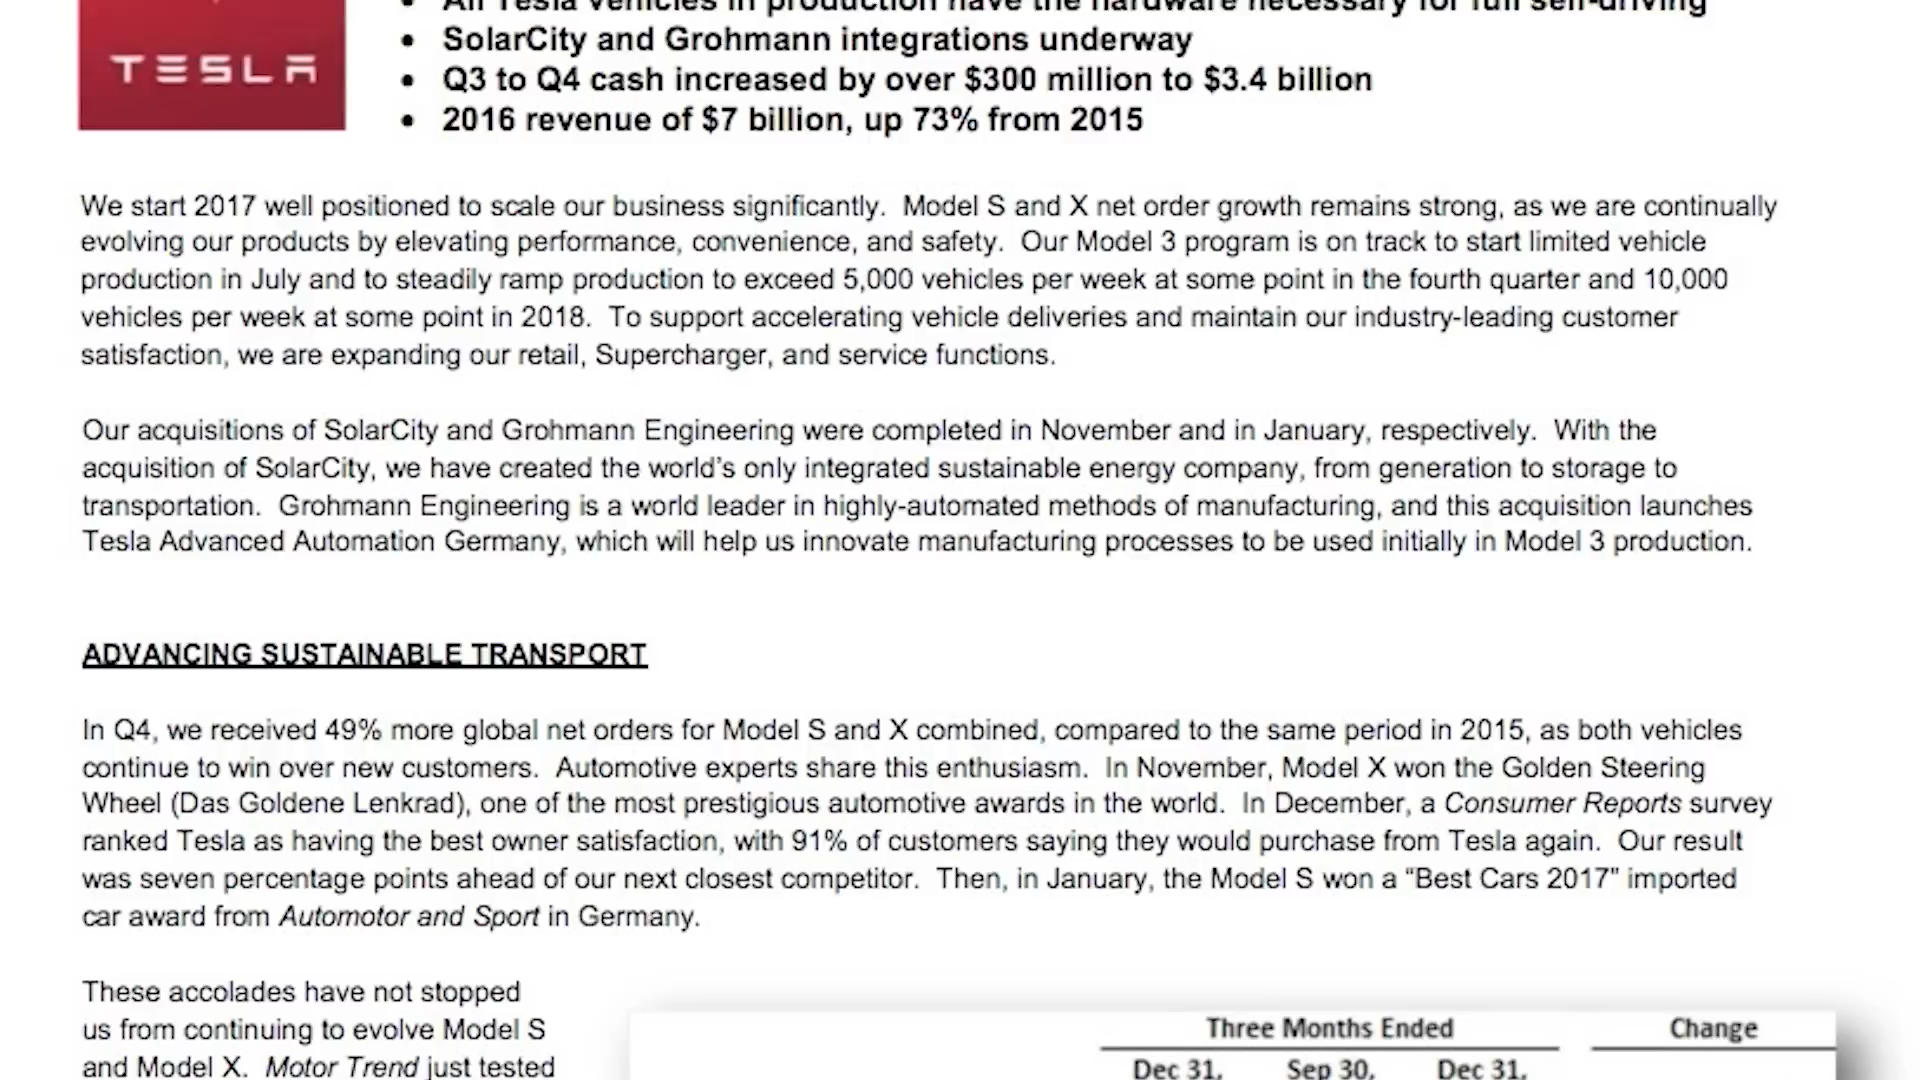 All Tesla vehicles in production have the hardware necessary for full self-driving
TESLA
• SolarCity and Grohmann integrations underway
• Q3 to Q4 cash increased by over $300 million to $3.4 billion
• 2016 revenue of $7 billion, up 73% from 2015
We start 2017 well positioned to scale our business significantly. Model S and X net order growth remains strong, as we are continually
evolving our products by elevating performance, convenience, and safety. Our Model 3 program is on track to start limited vehicle
production in July and to steadily ramp production to exceed 5,000 vehicles per week at some point in the fourth quarter and 10,000
vehicles per week at some point in 2018. To support accelerating vehicle deliveries and maintain our industry-leading customer
satisfaction, we are expanding our retail, Supercharger, and service functions.
Our acquisitions of SolarCity and Grohmann Engineering were completed in November and in January, respectively. With the
acquisition of SolarCity, we have created the world's only integrated sustainable energy company, from generation to storage to
transportation. Grohmann Engineering is a world leader in highly-automated methods of manufacturing, and this acquisition launches
Tesla Advanced Automation Germany, which will help us innovate manufacturing processes to be used initially in Model 3 production.
ADVANCING SUSTAINABLE TRANSPORT
In Q4, we received 49% more global net orders for Model S and X combined, compared to the same period in 2015, as both vehicles
continue to win over new customers. Automotive experts share this enthusiasm. In November, Model X won the Golden Steering
Wheel (Das Goldene Lenkrad), one of the most prestigious automotive awards in the world. In December, a Consumer Reports survey
ranked Tesla as having the best owner satisfaction, with 91% of customers saying they would purchase from Tesla again. Our result
was seven percentage points ahead of our next closest competitor. Then, in January, the Model S won a "Best Cars 2017" imported
car award from Automotor and Sport in Germany.
These accolades have not stopped
us from continuing to evolve Model S
and Model X. Motor Trend just tested
Three Months Ended Change
Dec 31, Sep 30, Dec 31,